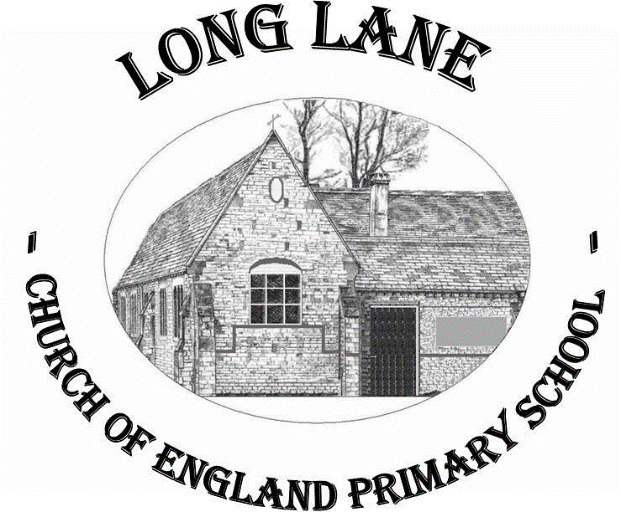 LONG LANE
- CHURCH OF ENGLAND PRIMARY SCHOOL -